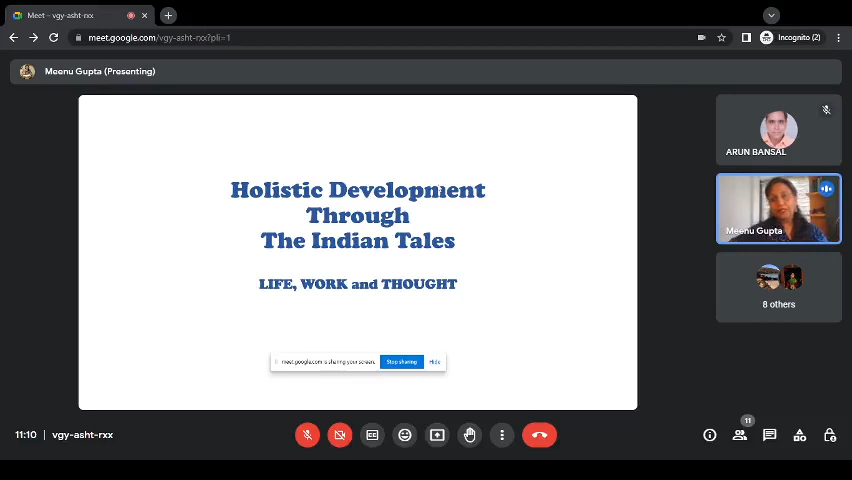 Meet – vgy-asht-rxx
meet.google.com/vgy-asht-rxx?pli=1
Incognito (2)
Meenu Gupta (Presenting)
Holistic Development
Through
The Indian Tales
LIFE, WORK and THOUGHT
meet.google.com is sharing your screen.
Stop sharing
Hide
ARUN BANSAL
Meenu Gupta
8 others
11:10 | vgy-asht-rxx
CC
11